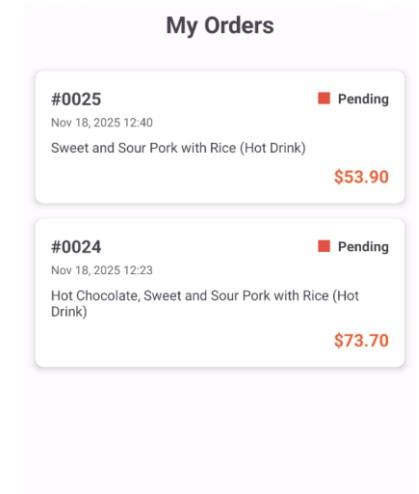 My Orders
#0025
Pending
Nov 18, 2025 12:40
Sweet and Sour Pork with Rice (Hot Drink)
$53.90
#0024
Pending
Nov 18, 2025 12:23
Hot Chocolate, Sweet and Sour Pork with Rice (Hot
Drink)
$73.70